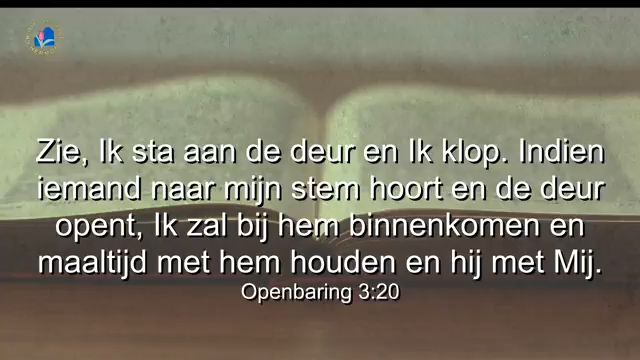 Zie, Ik sta aan de deur en Ik klop. Indien
iemand naar mijn stem hoort en de deur
opent, Ik zal bij hem binnenkomen en
maaltijd met hem houden en hij met Mij.
Openbaring 3:20